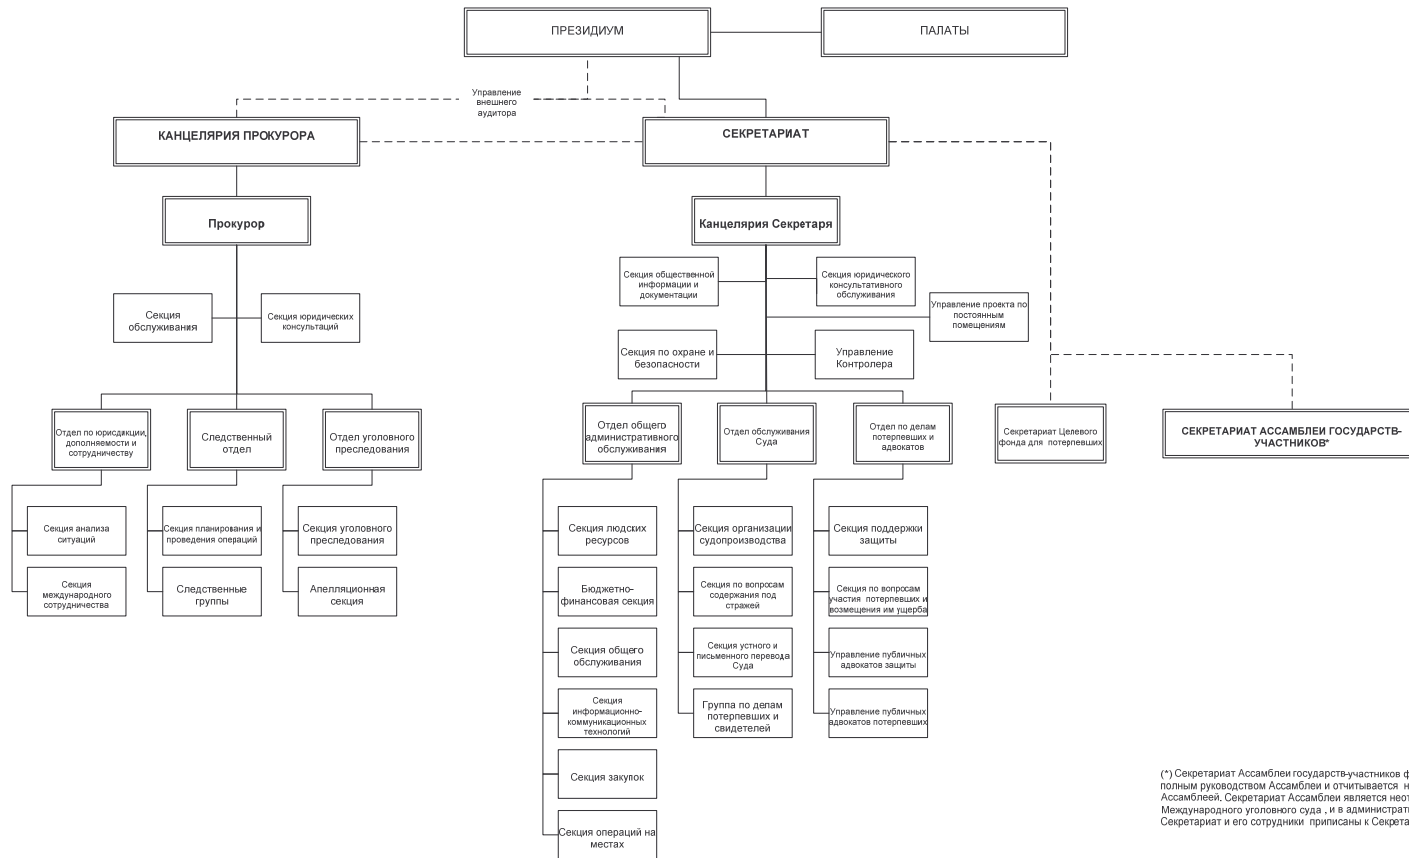 ПРЕЗИДИУМ
ПАЛАТЫ
Управление
внешнего
аудитора
КАНЦЕЛЯРИЯ ПРОКУРОРА
СЕКРЕТАРИАТ
Прокурор
Канцелярия Секретаря
Секция общественной
информации и
документации
Секция юридического
консультативного
обслуживания
Управление проекта по
постоянным
помещениям
Секция
обслуживания
Секция юридических
консультаций
Секция по охране и
безопасности
Управление
Контролера
Отдел по юрисдикции,
дополняемости и
сотрудничеству
Следственный
отдел
Отдел уголовного
преследования
Отдел общего
административного
обслуживания
Отдел обслуживания
Суда
Отдел по делам
потерпевших и
адвокатов
Секретариат Целевого
фонда для потерпевших
СЕКРЕТАРИАТ АССАМБЛЕИ ГОСУДАРСТВ-
УЧАСТНИКОВ*
Секция анализа
ситуаций
Секция планирования и
проведения операций
Секция уголовного
преследования
Секция людских
ресурсов
Секция организации
судопроизводства
Секция поддержки
защиты
Секция
международного
сотрудничества
Следственные
группы
Апелляционная
секция
Бюджетно-
финансовая секция
Секция по вопросам
содержания под
стражей
Секция по вопросам
участия потерпевших и
возмещения им ущерба
Секция общего
обслуживания
Секция устного и
письменного перевода
Суда
Управление публичных
адвокатов защиты
Секция
информационно-
коммуникационных
технологий
Группа по делам
потерпевших и
свидетелей
Управление публичных
адвокатов потерпевших
Секция закупок
Секция операций на
местах
(*) Секретариат Ассамблеи государств-участников
полным руководством Ассамблеи и отчитывается
Ассамблеей. Секретариат Ассамблеи является
Международного уголовного суда , и в
Секретариат и его сотрудники приписаны к